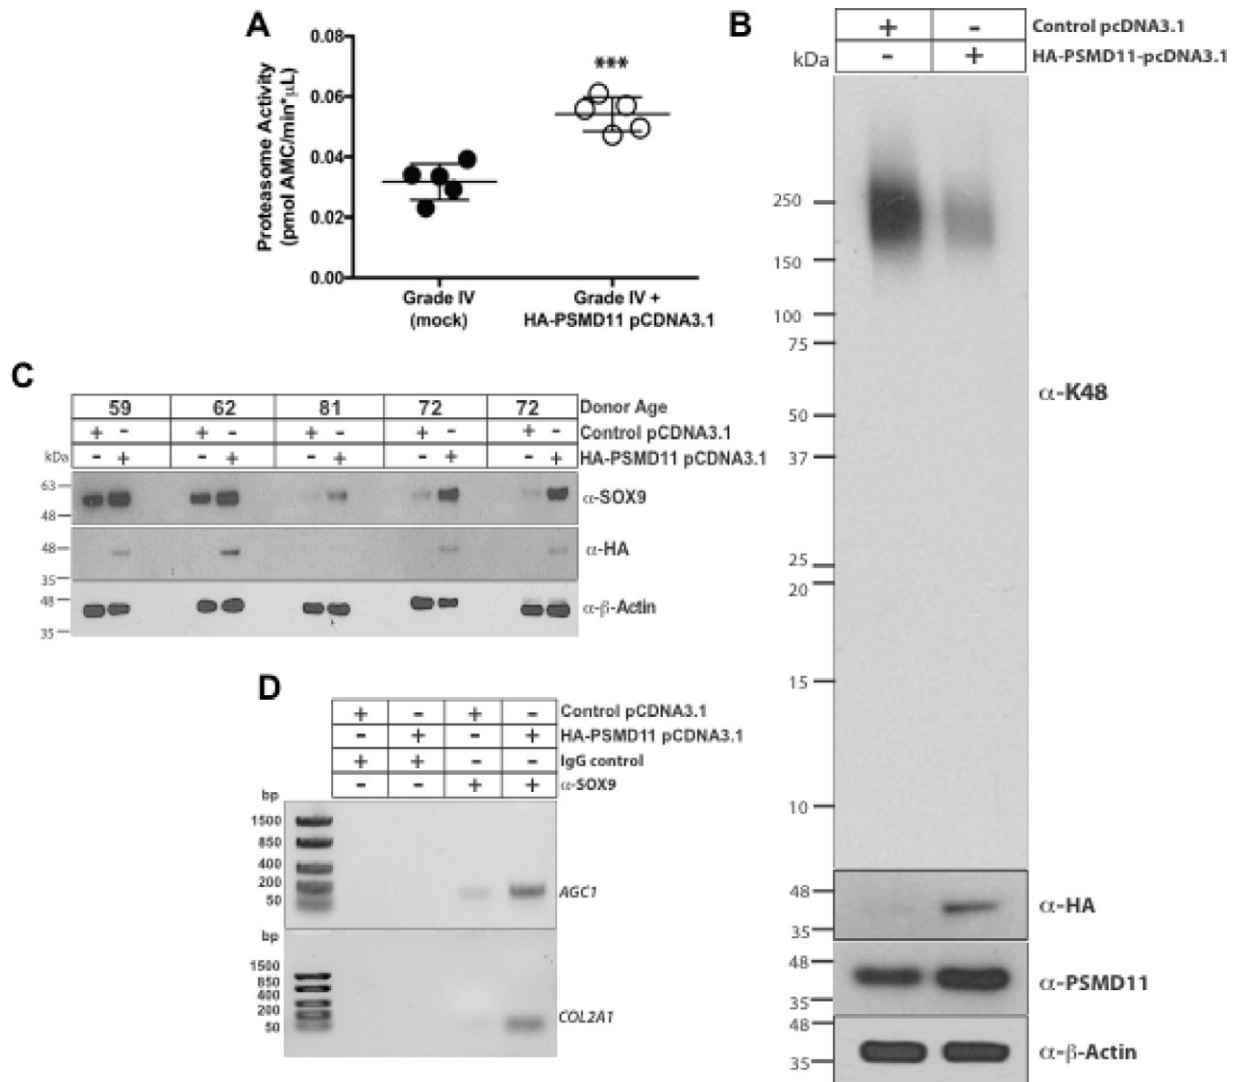 A
0.08
0.06
0.04
0.02
0.00
Proteasome Activity
(pmol AMC/min*µL)
***
Grade IV
(mock)
Grade IV +
HA-PSMD11 pCDNA3.1
B
+ - Control pcDNA3.1
kDa - + HA-PSMD11-pcDNA3.1
250
150
100
75
50
37
25
20
15
10
α-K48
48
35
α-HA
48
35
α-PSMD11
48
35
α-β-Actin
C
59 62 81 72 72 Donor Age
+ - + - + - + - + - Control pCDNA3.1
kDa - + - + - + - + - + HA-PSMD11 pCDNA3.1
63
48
α-SOX9
48
35
α-HA
48
35
α-β-Actin
D
+ - + - Control pCDNA3.1
- + - + HA-PSMD11 pCDNA3.1
+ + - - IgG control
- - + + α-SOX9
bp
1500
850
400
200
50
AGC1
bp
1500
850
400
200
50
COL2A1